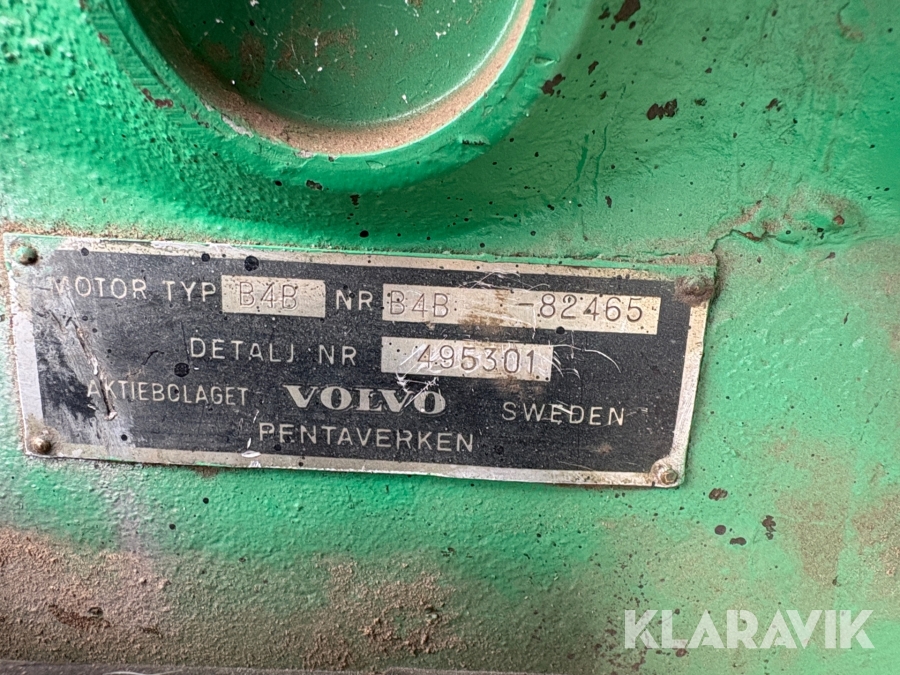 MOTOR TYP B4B NR B4B -82465
DETALJ NR 495301
AKTIEBOLAGET VOLVO SWEDEN
PENTAVERKEN
KLARAVIK